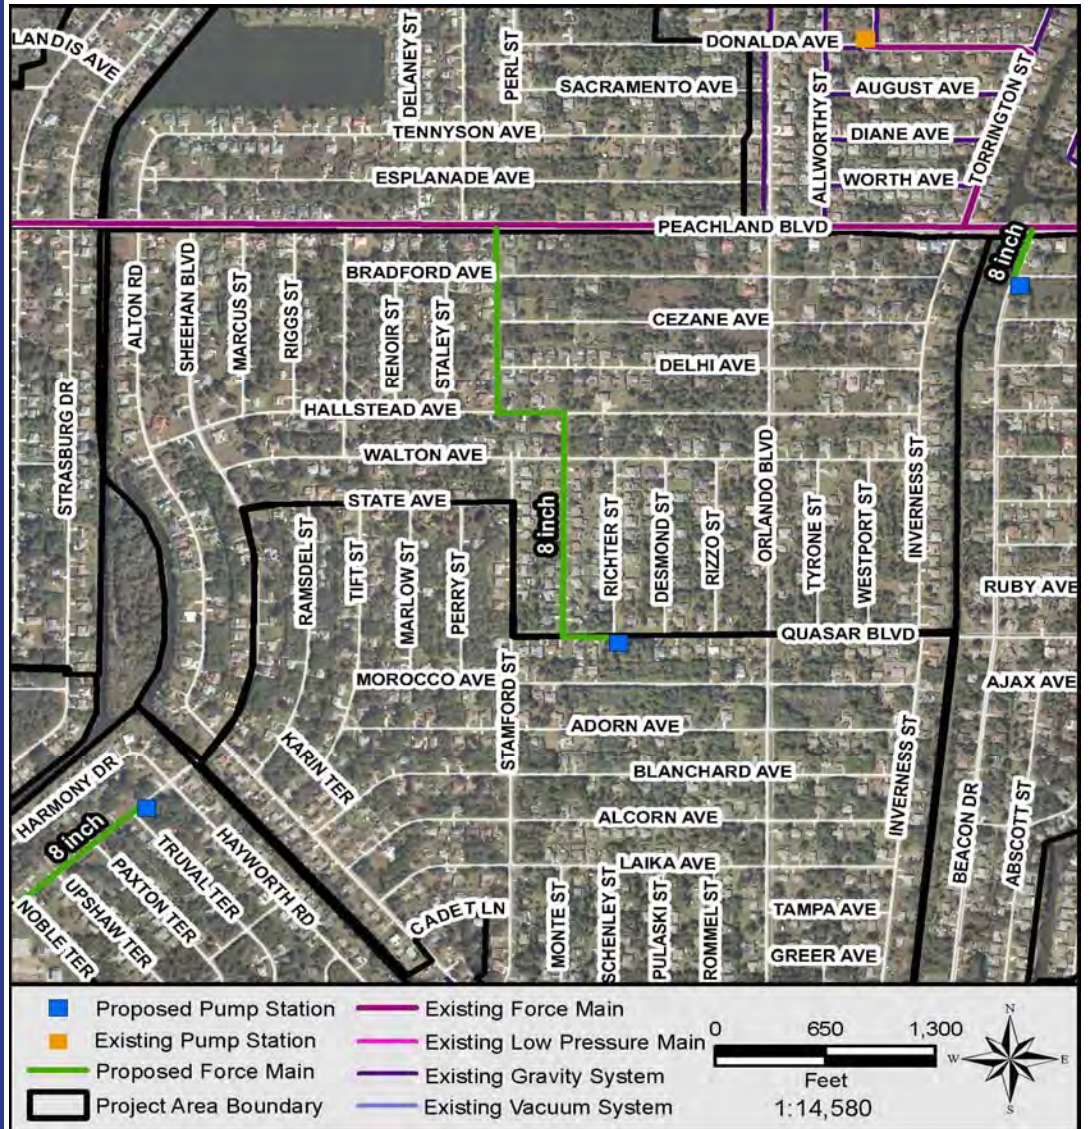 LANDIS AVE
DELANEY ST
PERL ST
DONALDA AVE
SACRAMENTO AVE
ALLWORTHY ST
AUGUST AVE
TORRINGTON ST
TENNYSON AVE
DIANE AVE
ESPLANADE AVE
WORTH AVE
PEACHLAND BLVD
8 inch
ALTON RD
SHEEHAN BLVD
MARCUS ST
RIGGS ST
BRADFORD AVE
RENOIR ST
STALEY ST
CEZANE AVE
DELHI AVE
STRASBURG DR
HALLSTEAD AVE
WALTON AVE
ORLANDO BLVD
INVERNESS ST
STATE AVE
8 inch
RICHTER ST
DESMOND ST
RIZZO ST
TYRONE ST
WESTPORT ST
RAMSDEL ST
TIFT ST
MARLOW ST
PERRY ST
RUBY AVE
QUASAR BLVD
STAMFORD ST
MOROCCO AVE
AJAX AVE
ADORN AVE
KARIN TER
BLANCHARD AVE
INVERNESS ST
HARMONY DR
ALCORN AVE
BEACON DR
ABSCOTT ST
8 inch
TRUVAL TER
HAYWORTH RD
LAIKA AVE
PAXTON TER
UPSHAW TER
NOBLE TER
CADET LN
MONTE ST
SCHENLEY ST
PULASKI ST
ROMMEL ST
TAMPA AVE
GREER AVE
Proposed Pump Station
Existing Pump Station
Proposed Force Main
Project Area Boundary
Existing Force Main
Existing Low Pressure Main
Existing Gravity System
Existing Vacuum System
0 650 1,300
Feet
1:14,580
N
W E
S